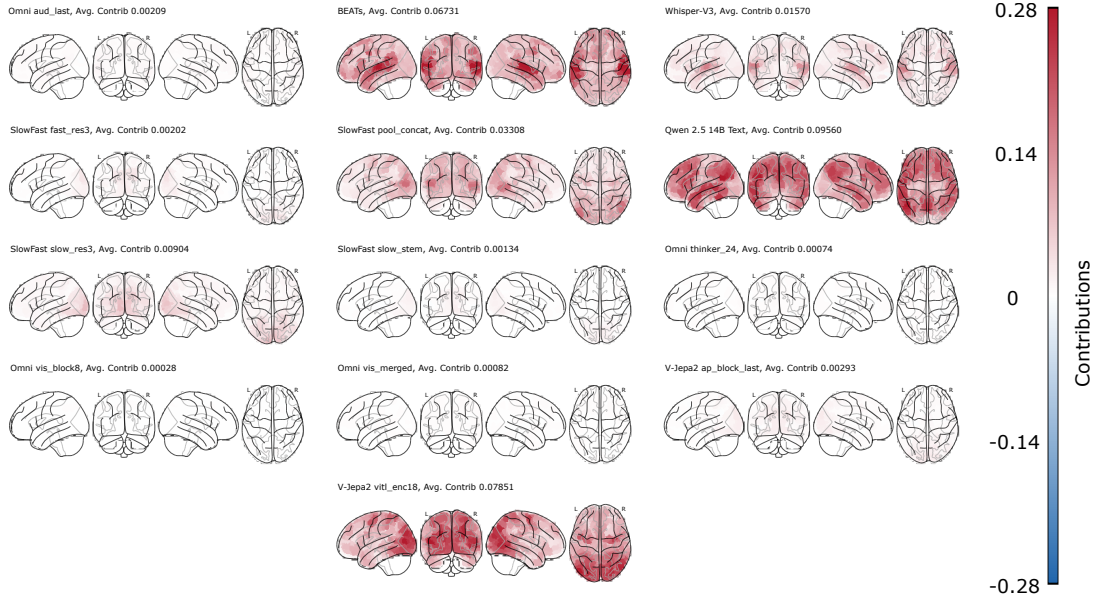 Omni aud_last, Avg. Contrib 0.00209
BEATs, Avg. Contrib 0.06731
Whisper-V3, Avg. Contrib 0.01570
L R
L R
L R
SlowFast fast_res3, Avg. Contrib 0.00202
SlowFast pool_concat, Avg. Contrib 0.03308
Qwen 2.5 14B Text, Avg. Contrib 0.09560
L R
L R
L R
SlowFast slow_res3, Avg. Contrib 0.00904
SlowFast slow_stem, Avg. Contrib 0.00134
Omni thinker_24, Avg. Contrib 0.00074
L R
L R
L R
Omni vis_block8, Avg. Contrib 0.00028
Omni vis_merged, Avg. Contrib 0.00082
V-Jepa2 ap_block_last, Avg. Contrib 0.00293
L R
L R
L R
V-Jepa2 vitl_enc18, Avg. Contrib 0.07851
L R
0.28
0.14
0
-0.14
-0.28
Contributions